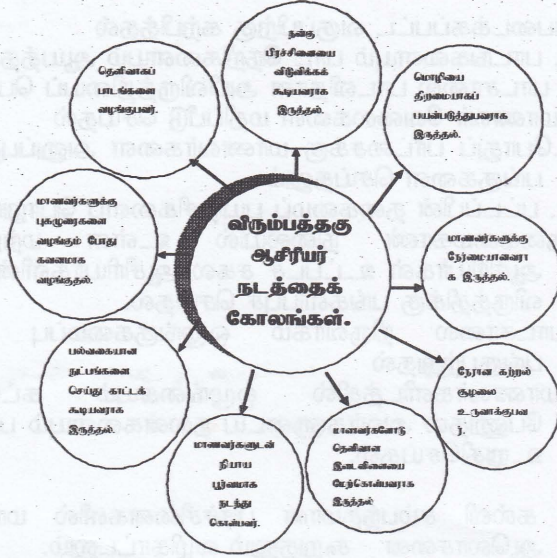 விரும்பத்தகு
ஆசிரியர்
நடத்தைக்
கோலங்கள்.
நன்கு
பிரச்சினையை
விடுவிக்கக்
கூடியவராக
இருத்தல்.
மொழியை
திறமையாகப்
பயன்படுத்துபவராக
இருத்தல்.
மாணவர்களுக்கு
நேர்மையானவரா
க இருத்தல்.
நேரான கற்றல்
சூழலை
உருவாக்குபவ
ர்.
மாணவர்களோடு
தெளிவான
இடைவினையை
மேற்கொள்பவராக
இருத்தல்
மாணவர்களுடன்
நியாய
பூர்வமாக
நடந்து
கொள்பவர்.
பல்வகையான
நுட்பங்களை
செய்து காட்டக்
கூடியவராக
இருத்தல்.
மாணவர்களுக்கு
புகழுரைகளை
வழங்கும் போது
கவனமாக
வழங்குதல்.
தெளிவாகப்
பாடங்களை
வழங்குபவர்.